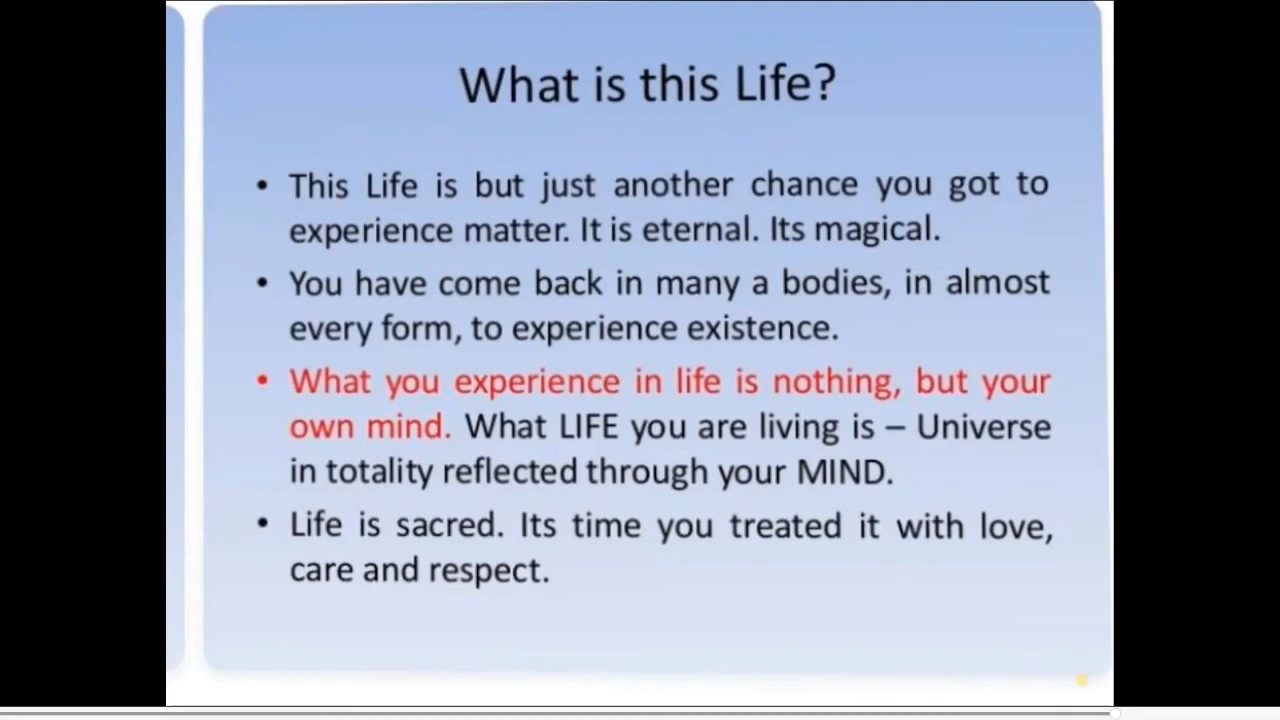 What is this Life?
• This Life is but just another chance you got to
experience matter. It is eternal. Its magical.
• You have come back in many a bodies, in almost
every form, to experience existence.
• What you experience in life is nothing, but your
own mind. What LIFE you are living is – Universe
in totality reflected through your MIND.
• Life is sacred. Its time you treated it with love,
care and respect.